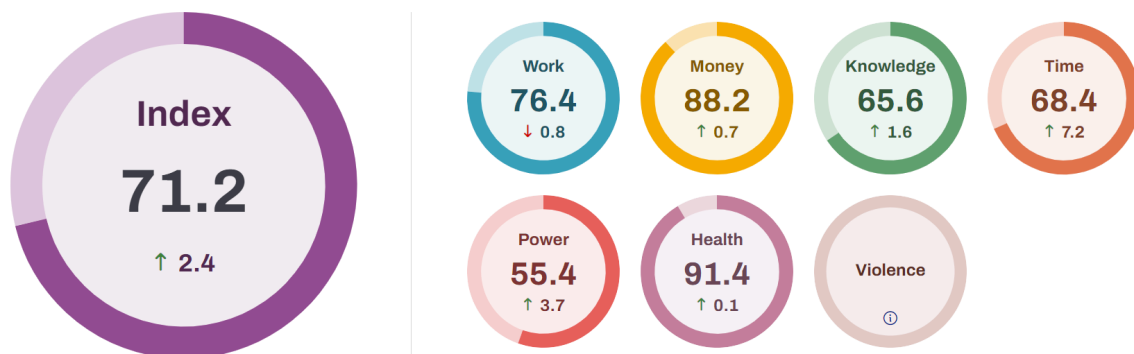 Index
71.2
↑ 2.4
Work
76.4
↓ 0.8
Money
88.2
↑ 0.7
Knowledge
65.6
↑ 1.6
Time
68.4
↑ 7.2
Power
55.4
↑ 3.7
Health
91.4
↑ 0.1
Violence